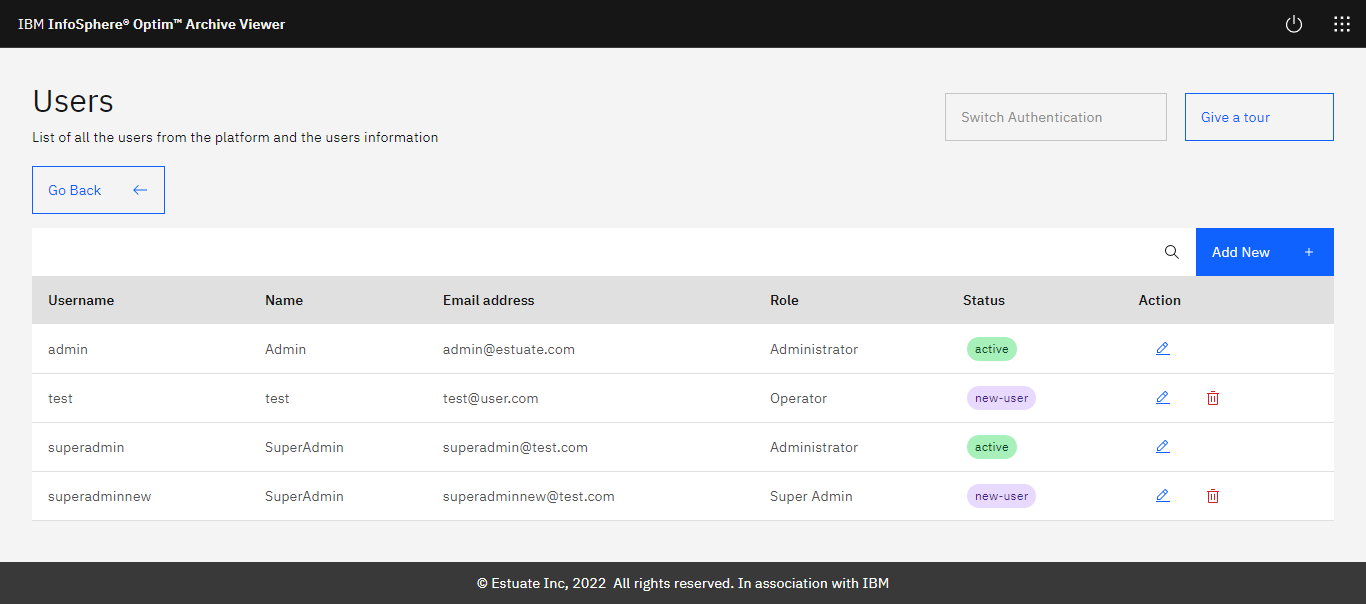 IBM InfoSphere® Optim™ Archive Viewer
Users
List of all the users from the platform and the users information
Switch Authentication
Give a tour
Go Back
Add New
Username Name Email address Role Status Action
admin Admin admin@estuate.com Administrator active
test test test@user.com Operator new-user
superadmin SuperAdmin superadmin@test.com Administrator active
superadminnew SuperAdmin superadminnew@test.com Super Admin new-user
© Estuate Inc, 2022 All rights reserved. In association with IBM